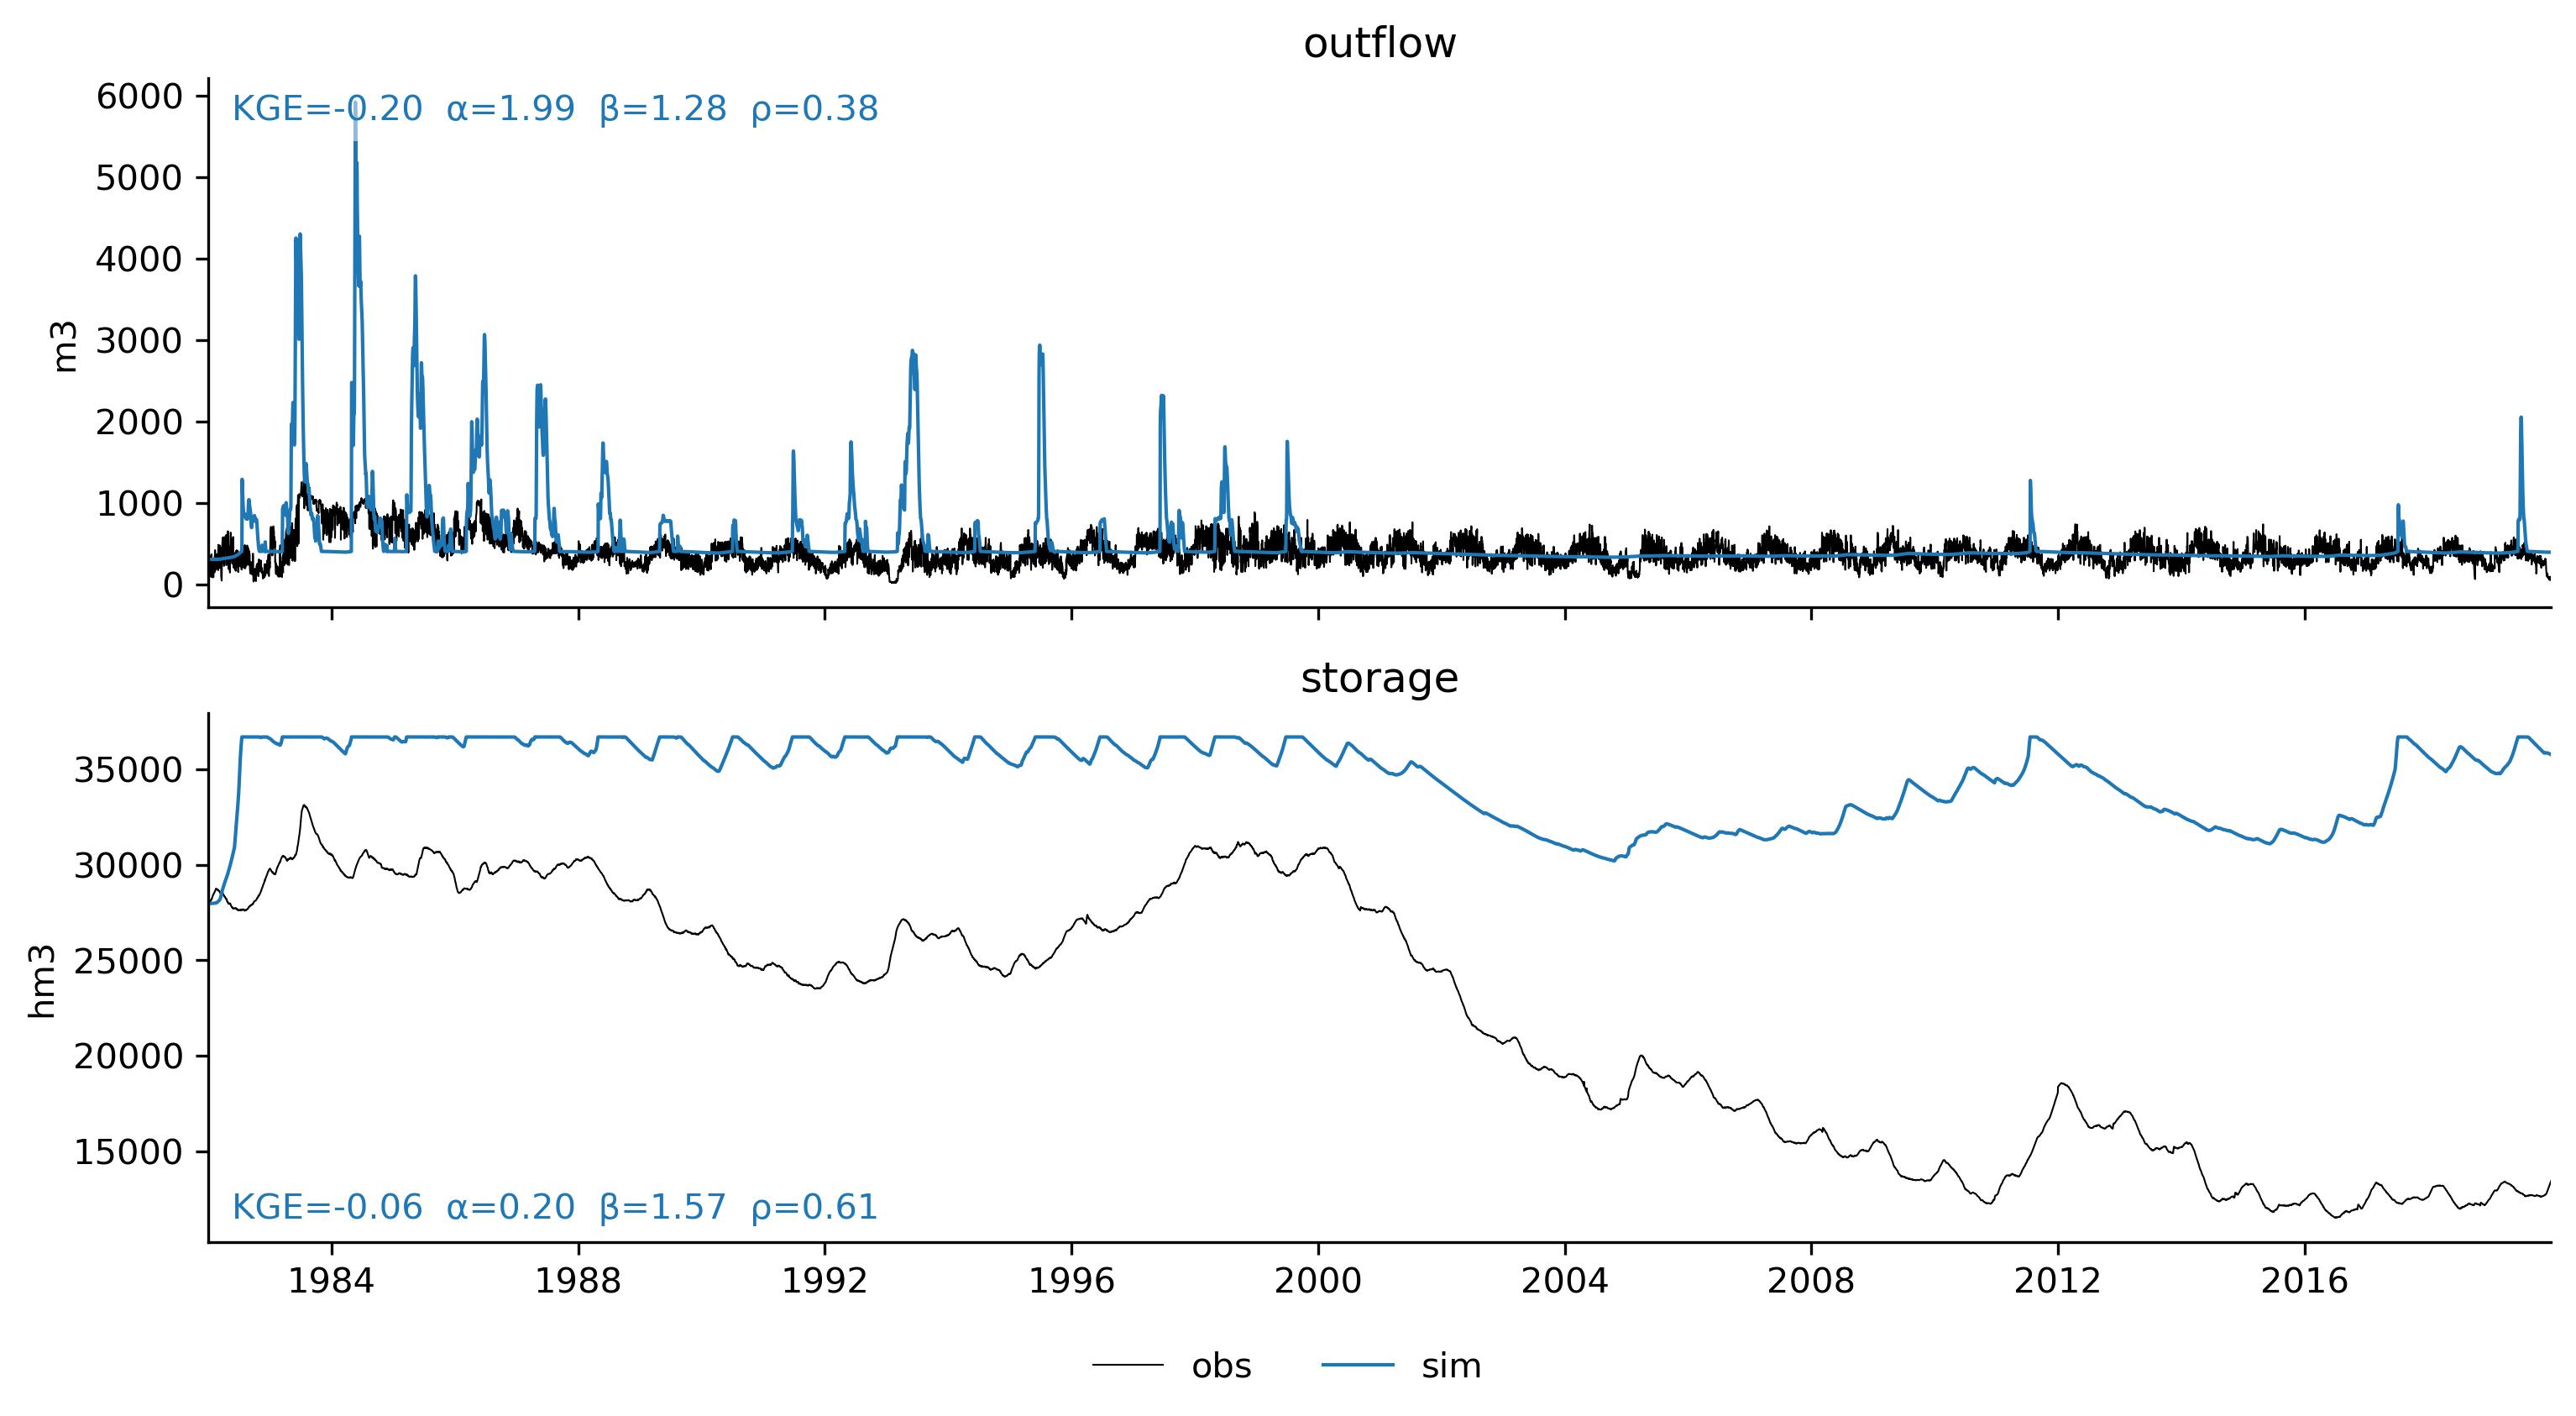 outflow
KGE=-0.20 α=1.99 β=1.28 ρ=0.38
6000
5000
4000
3000
2000
1000
0
m3
storage
35000
30000
25000
20000
15000
hm3
KGE=-0.06 α=0.20 β=1.57 ρ=0.61
1984 1988 1992 1996 2000 2004 2008 2012 2016
obs sim